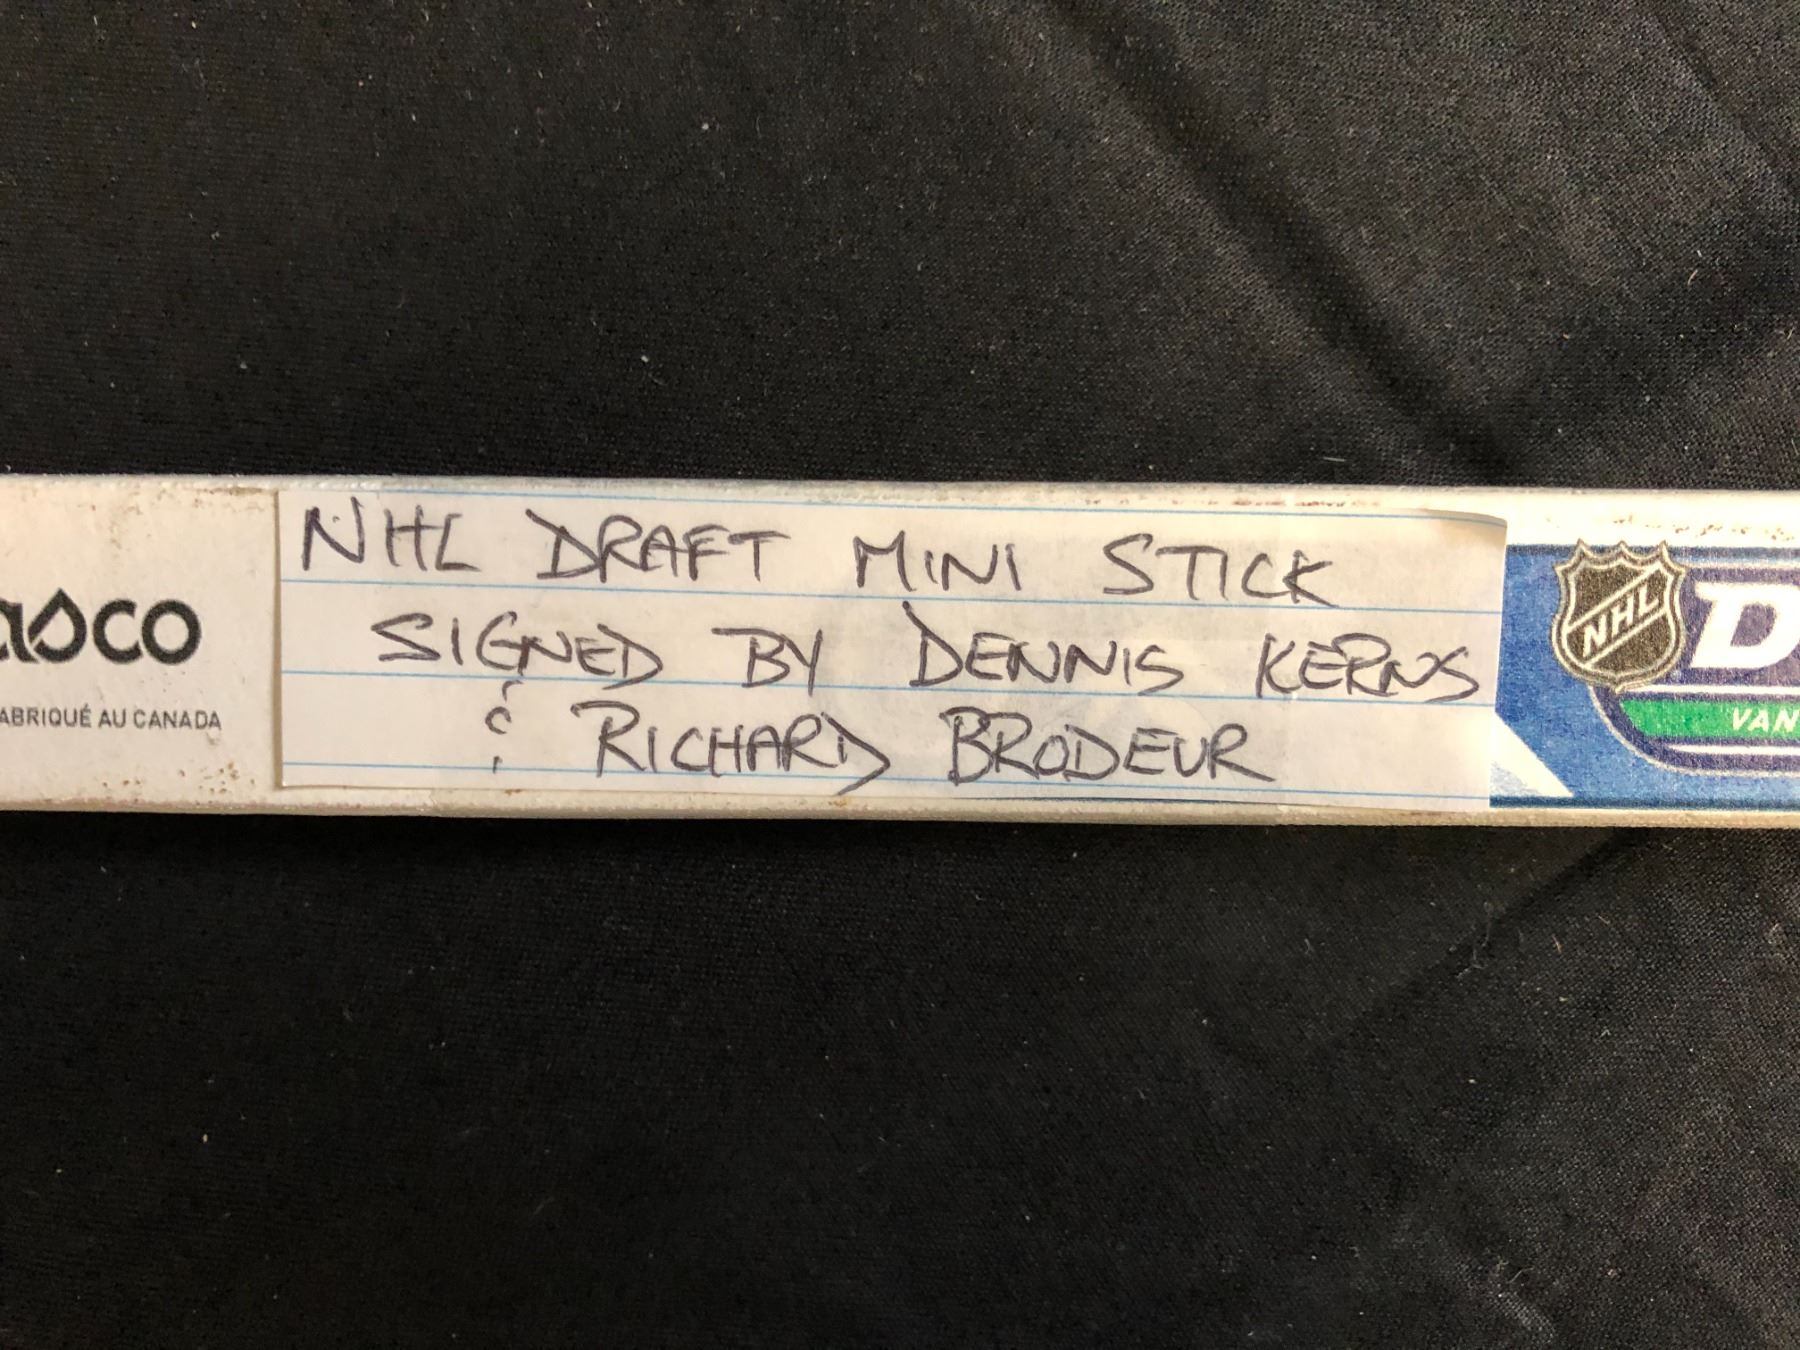 NHL DRAFT MINI STICK
SIGNED BY DENNIS KERNS
& RICHARD BRODEUR
asco
ABRIQUÉ AU CANADA
NHL
D
VAN